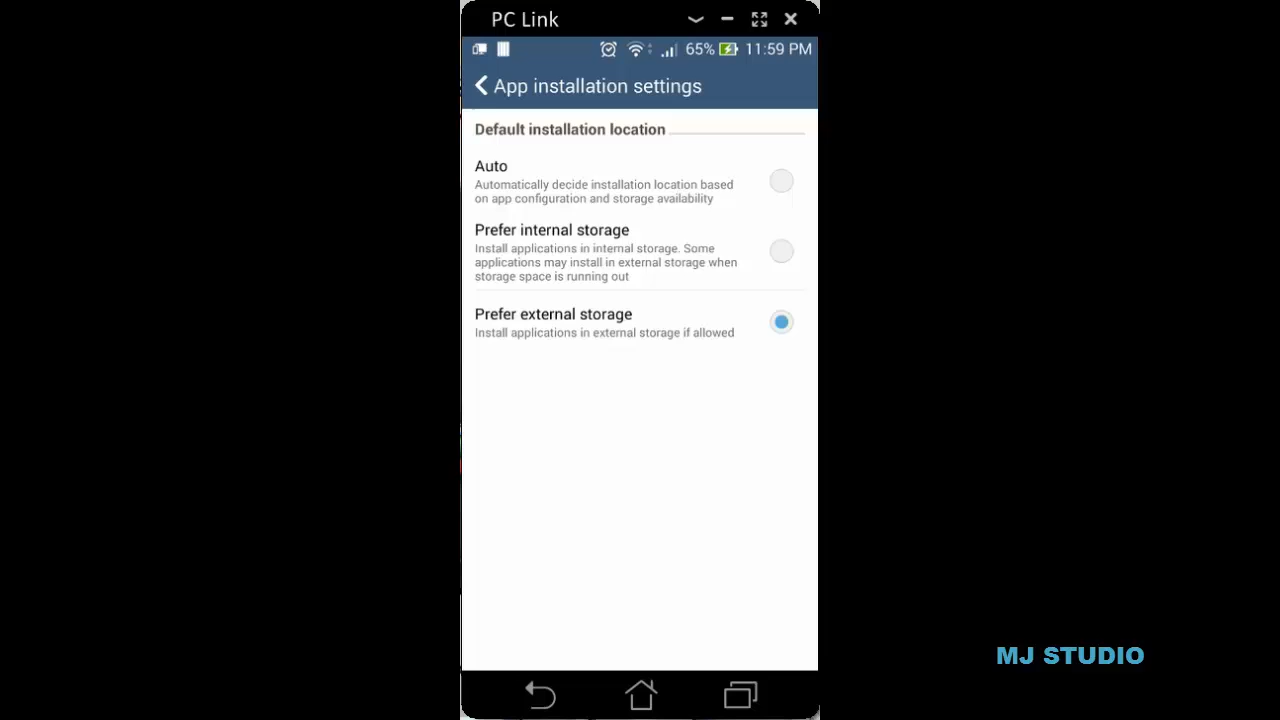 PC Link
65% 11:59 PM
App installation settings
Default installation location
Auto
Automatically decide installation location based
on app configuration and storage availability
Prefer internal storage
Install applications in internal storage. Some
applications may install in external storage when
storage space is running out
Prefer external storage
Install applications in external storage if allowed
MJ STUDIO